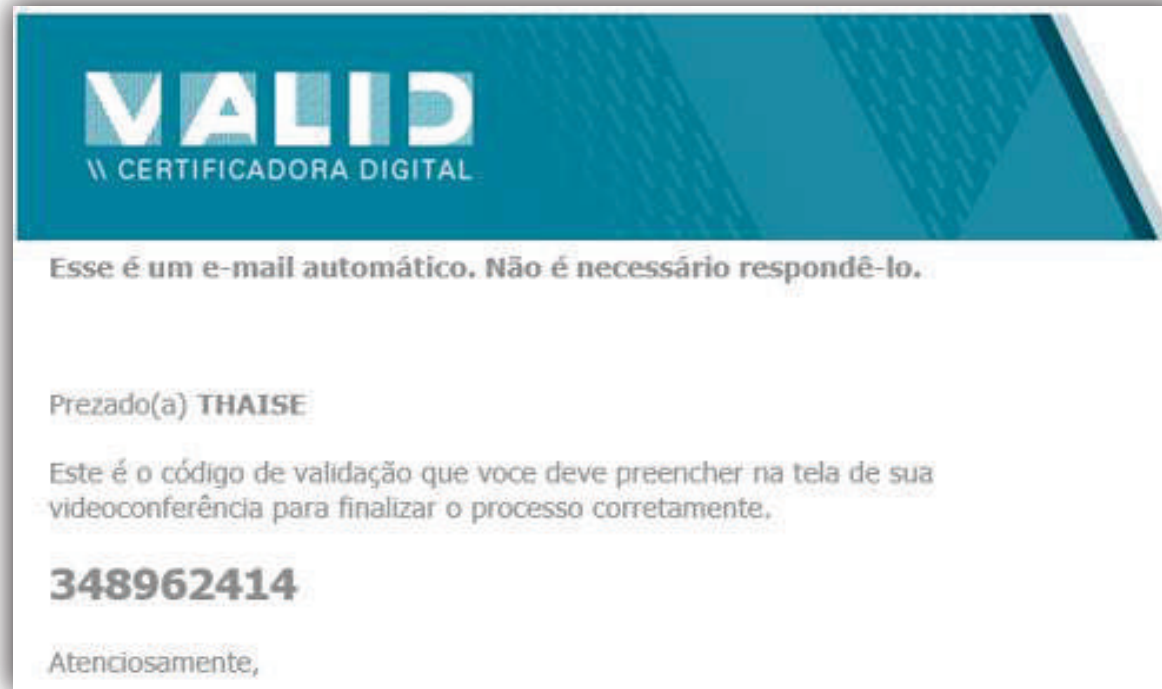 VALID
\\ CERTIFICADORA DIGITAL
Esse é um e-mail automático. Não é necessário respondê-lo.
Prezado(a) THAISE
Este é o código de validação que voce deve preencher na tela de sua
videoconferência para finalizar o processo corretamente.
348962414
Atenciosamente,